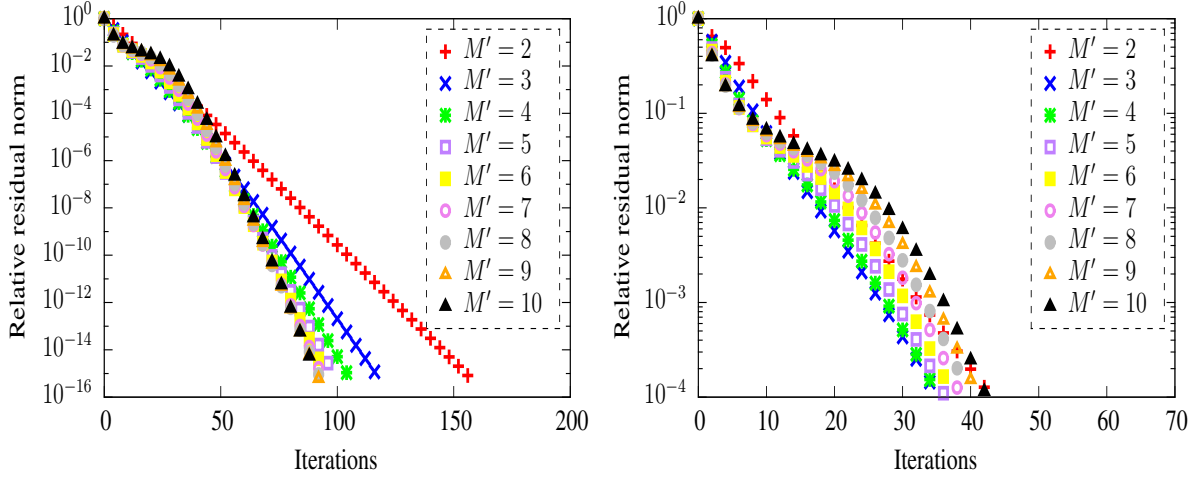 Relative residual norm
10^0
10^-2
10^-4
10^-6
10^-8
10^-10
10^-12
10^-14
10^-16
0
50
100
150
200
Iterations
M′ = 2
M′ = 3
M′ = 4
M′ = 5
M′ = 6
M′ = 7
M′ = 8
M′ = 9
M′ = 10
Relative residual norm
10^0
10^-1
10^-2
10^-3
10^-4
0
10
20
30
40
50
60
70
Iterations
M′ = 2
M′ = 3
M′ = 4
M′ = 5
M′ = 6
M′ = 7
M′ = 8
M′ = 9
M′ = 10